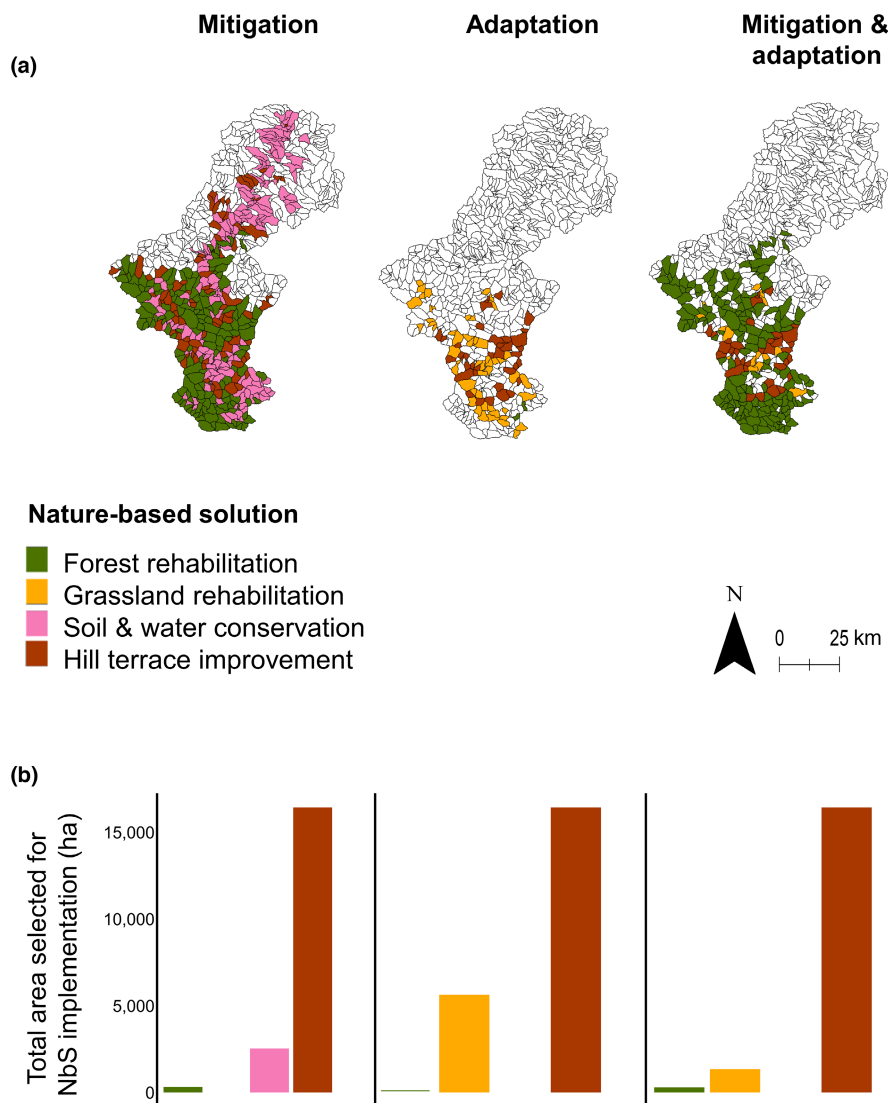 Mitigation
Adaptation
Mitigation &
adaptation
(a)
Nature-based solution
Forest rehabilitation
Grassland rehabilitation
Soil & water conservation
Hill terrace improvement
N
0 25 km
(b)
Total area selected for
NbS implementation (ha)
15,000
10,000
5,000
0